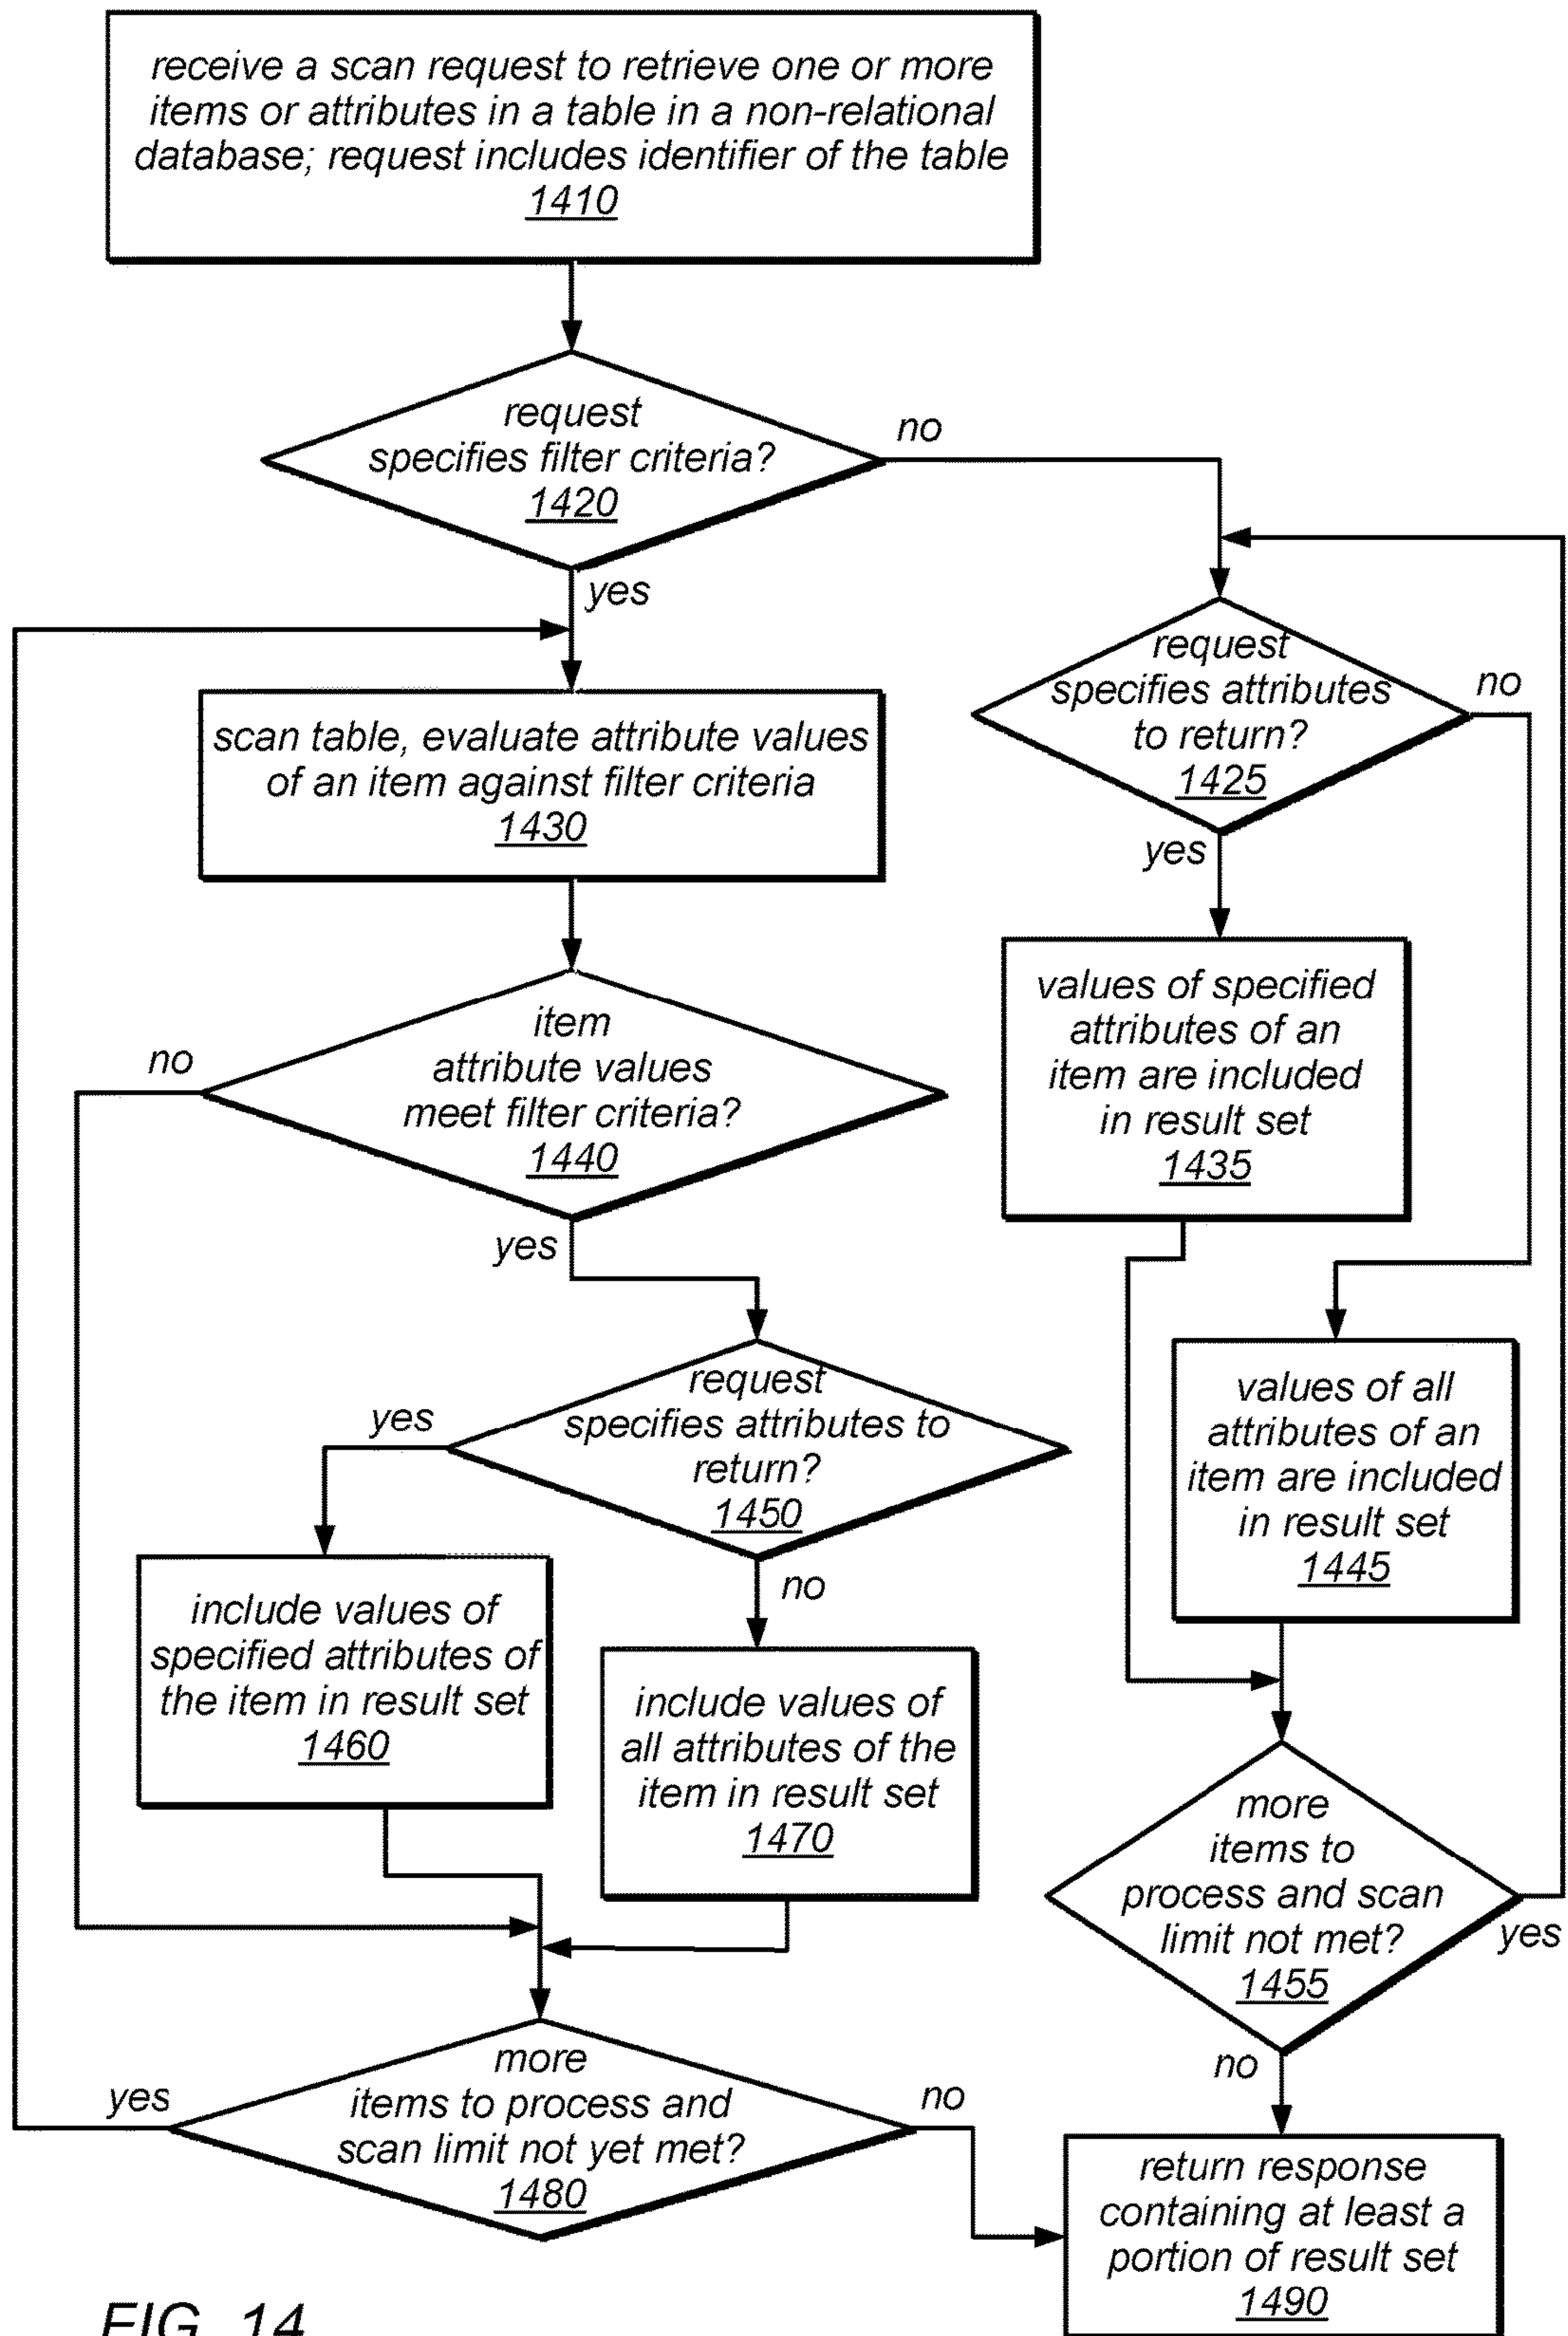 receive a scan request to retrieve one or more
items or attributes in a table in a non-relational
database; request includes identifier of the table
1410
request
specifies filter criteria?
1420
no
yes
scan table, evaluate attribute values
of an item against filter criteria
1430
request
specifies attributes
to return?
1425
no
yes
item
attribute values
meet filter criteria?
1440
no
yes
values of specified
attributes of an
item are included
in result set
1435
request
specifies attributes to
return?
1450
yes
no
values of all
attributes of an
item are included
in result set
1445
include values of
specified attributes of
the item in result set
1460
include values of
all attributes of the
item in result set
1470
more
items to
process and scan
limit not met?
1455
yes
no
more
items to process and
scan limit not yet met?
1480
yes
no
return response
containing at least a
portion of result set
1490
FIG. 14